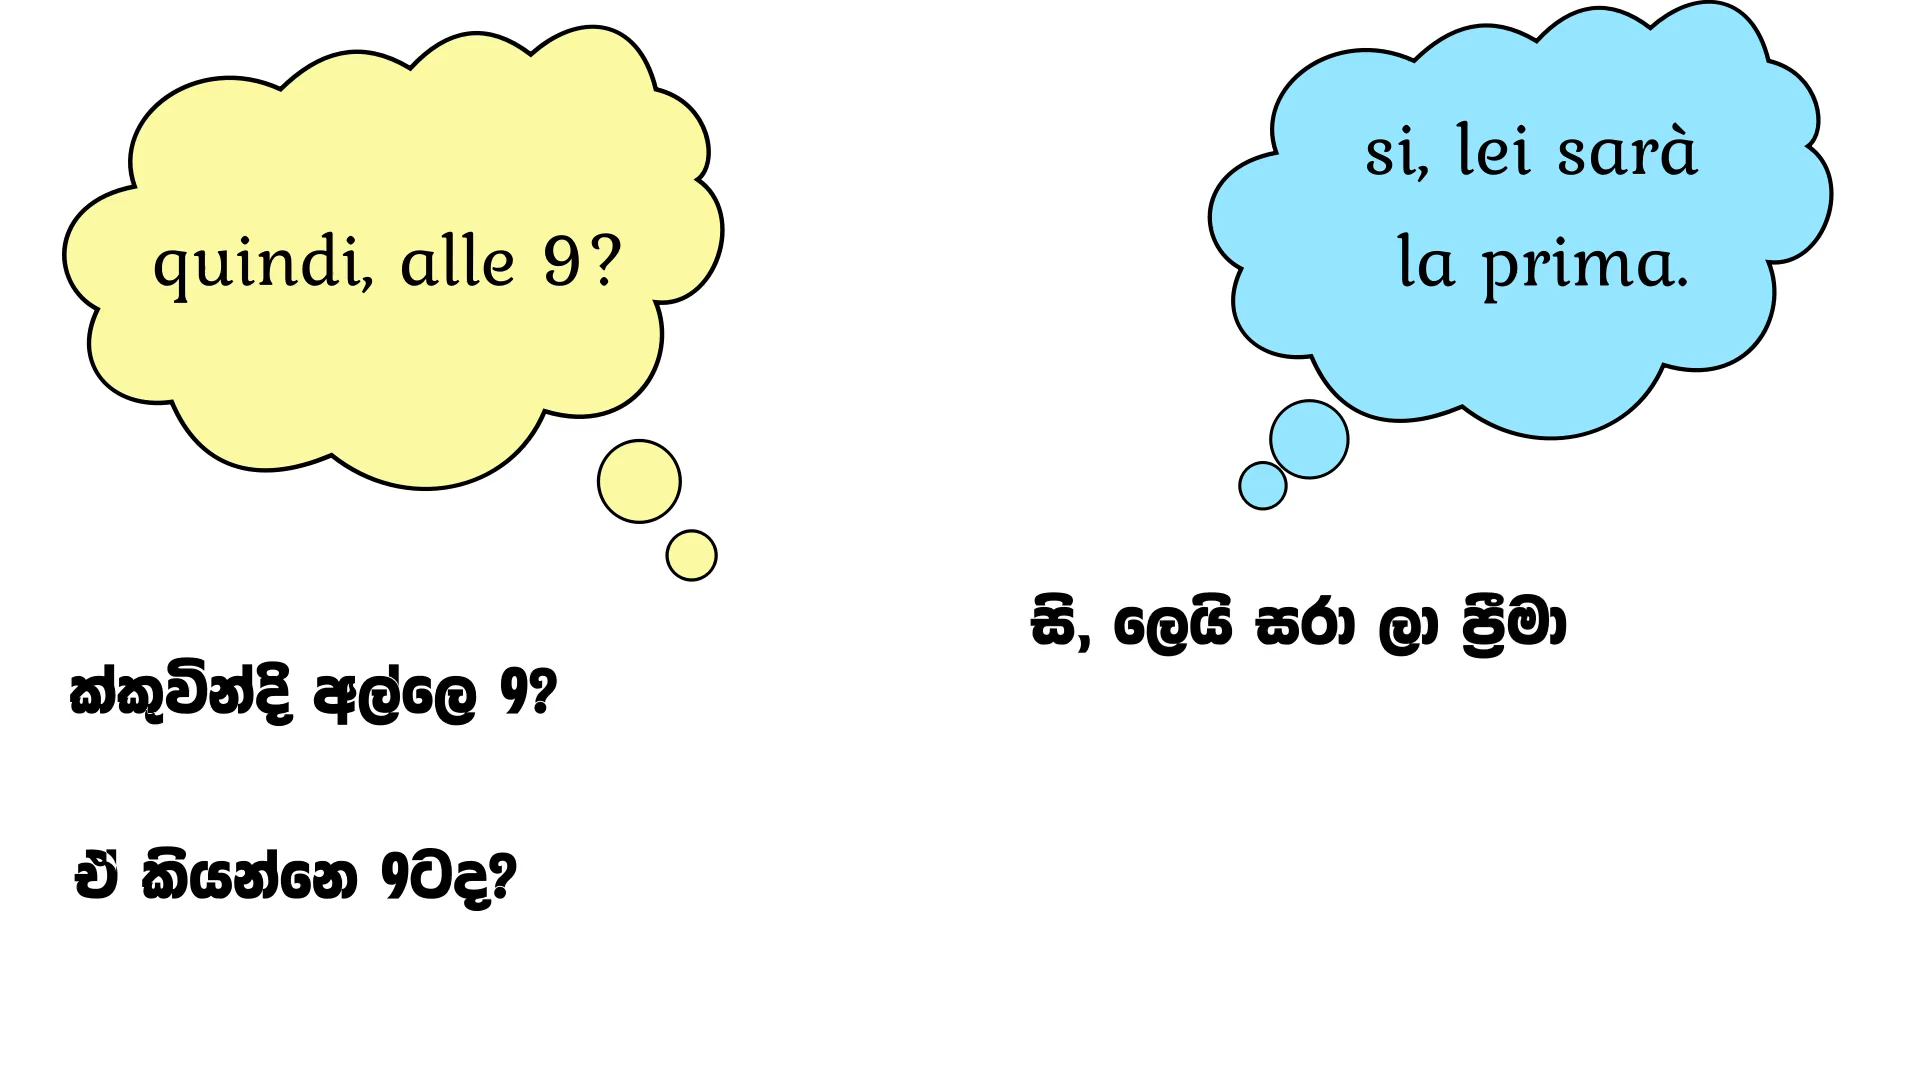 quindi, alle 9?
si, lei sarà
la prima.
ක්කුවින්දි අල්ලෙ 9?
සි, ලෙයි සරා ලා ප්‍රීමා
ඒ කියන්නෙ 9ටද?